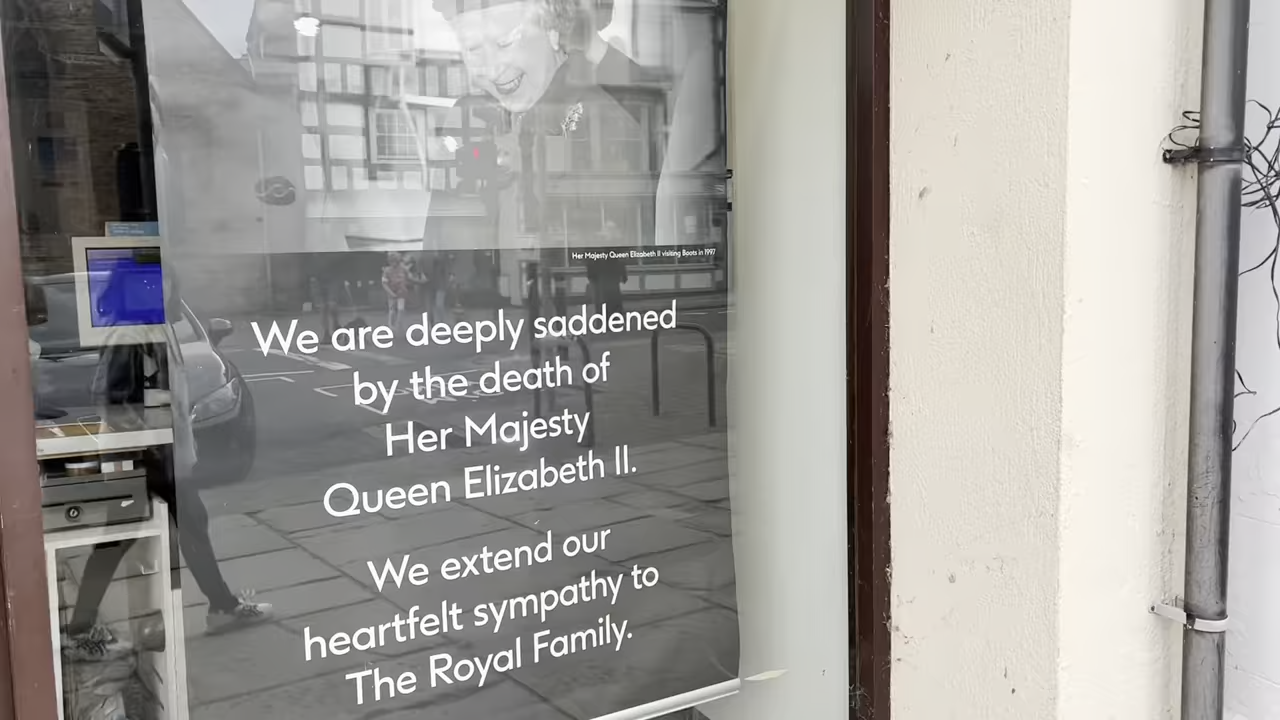 Her Majesty Queen Elizabeth II visiting Boots in 1997
We are deeply saddened
by the death of
Her Majesty
Queen Elizabeth II.
We extend our
heartfelt sympathy to
The Royal Family.